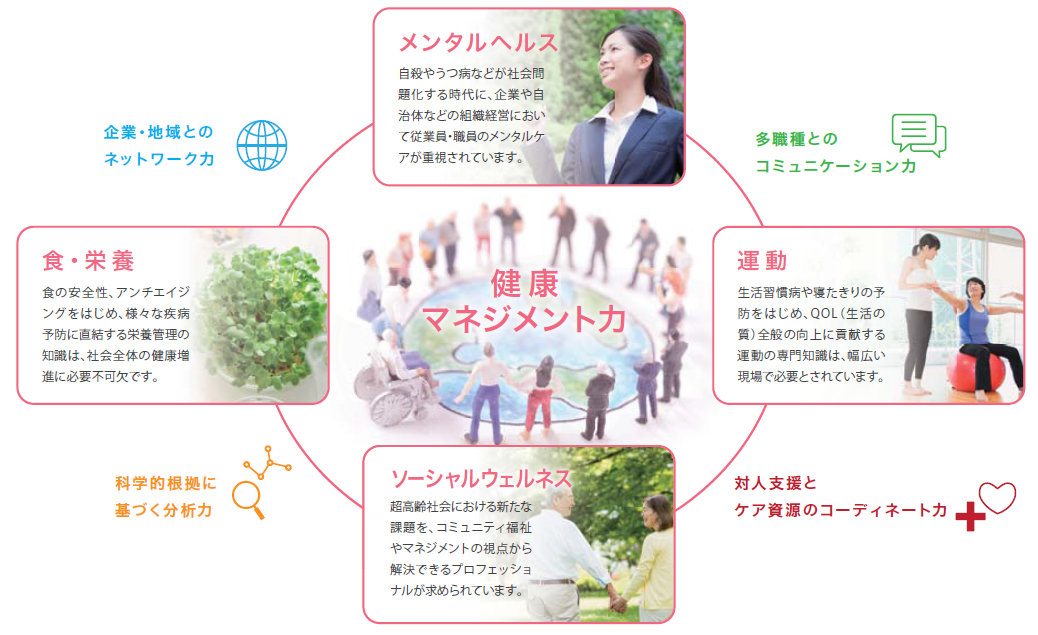 メンタルヘルス
自殺やうつ病などが社会問
題化する時代に、企業や自
治体などの組織経営におい
て従業員・職員のメンタルケ
アが重視されています。
企業・地域との
ネットワーク力
多職種との
コミュニケーション力
食・栄養
食の安全性、アンチエイジ
ングをはじめ、様々な疾病
予防に直結する栄養管理の
知識は、社会全体の健康増
進に必要不可欠です。
健康
マネジメント力
運動
生活習慣病や寝たきりの予
防をはじめ、QOL（生活の
質）全般の向上に貢献する
運動の専門知識は、幅広い
現場で必要とされています。
科学的根拠に
基づく分析力
ソーシャルウェルネス
超高齢社会における新たな
課題を、コミュニティ福祉
やマネジメントの視点から
解決できるプロフェッショ
ナルが求められています。
対人支援と
ケア資源のコーディネート力